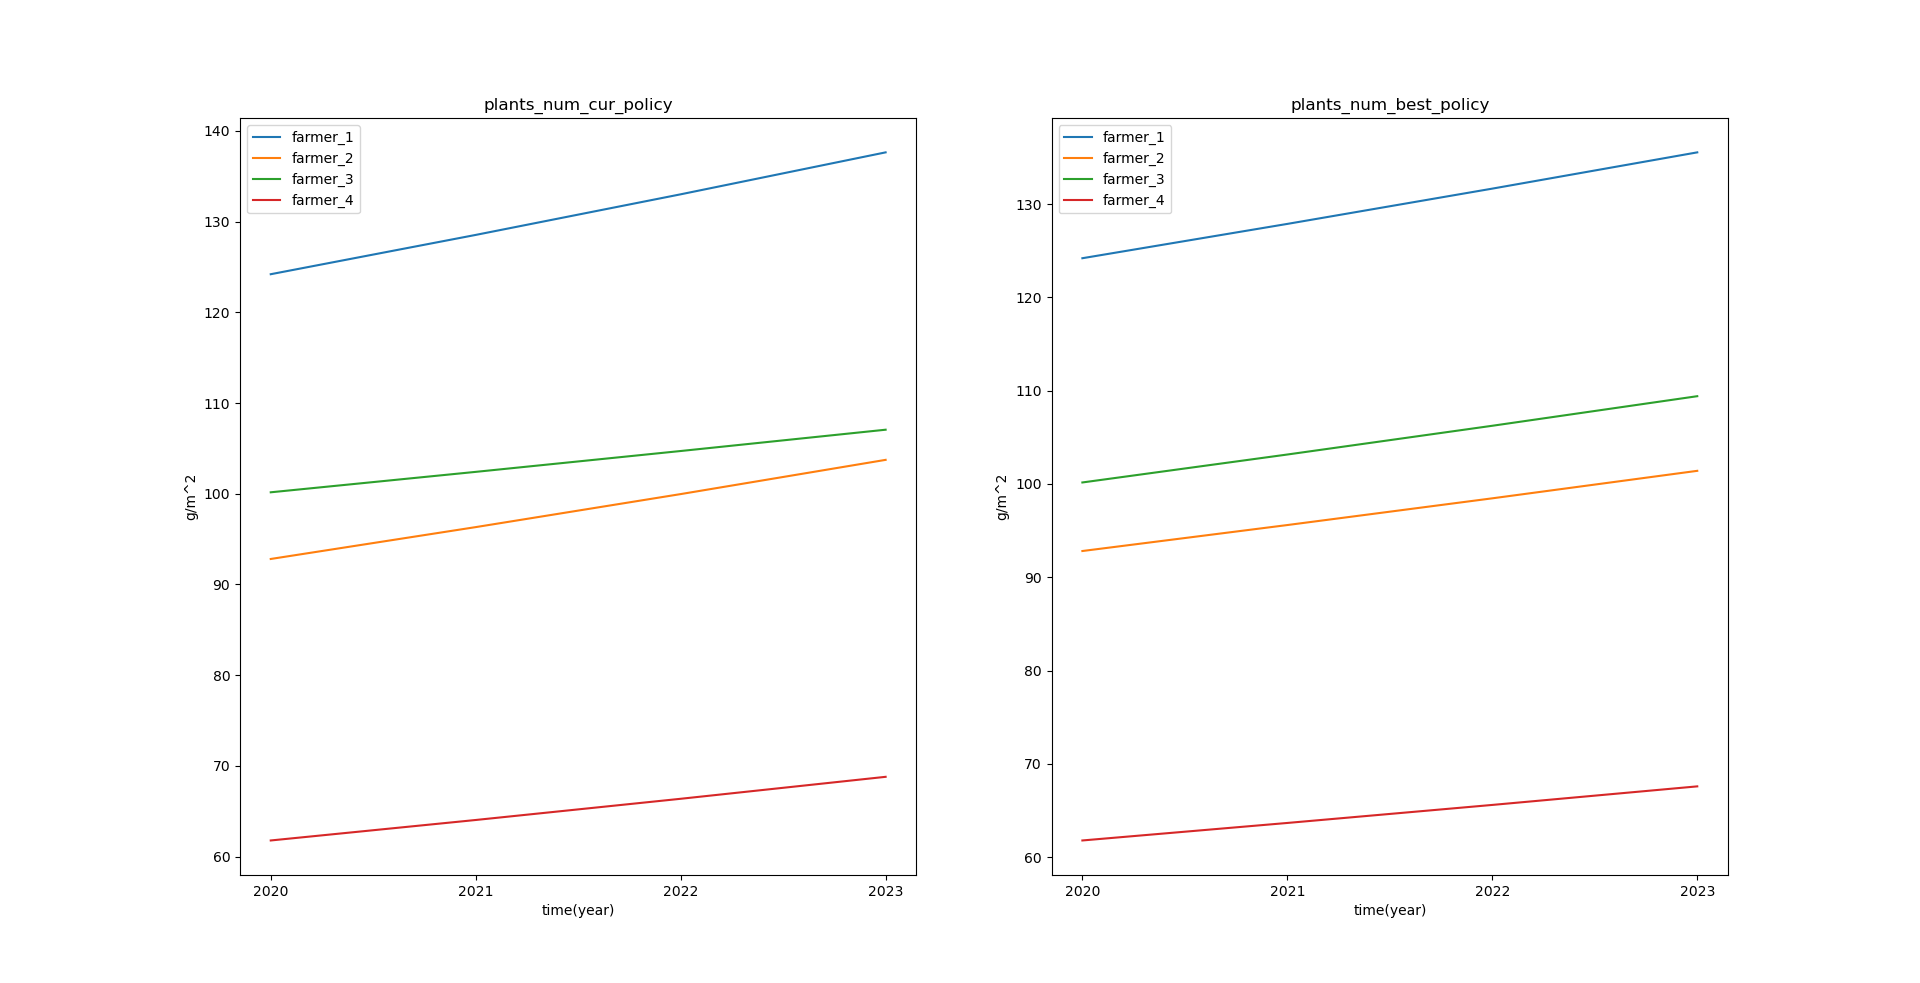 plants_num_cur_policy
farmer_1
farmer_2
farmer_3
farmer_4
140
130
120
110
100
90
80
70
60
g/m^2
2020 2021 2022 2023
time(year)
plants_num_best_policy
farmer_1
farmer_2
farmer_3
farmer_4
130
120
110
100
90
80
70
60
g/m^2
2020 2021 2022 2023
time(year)